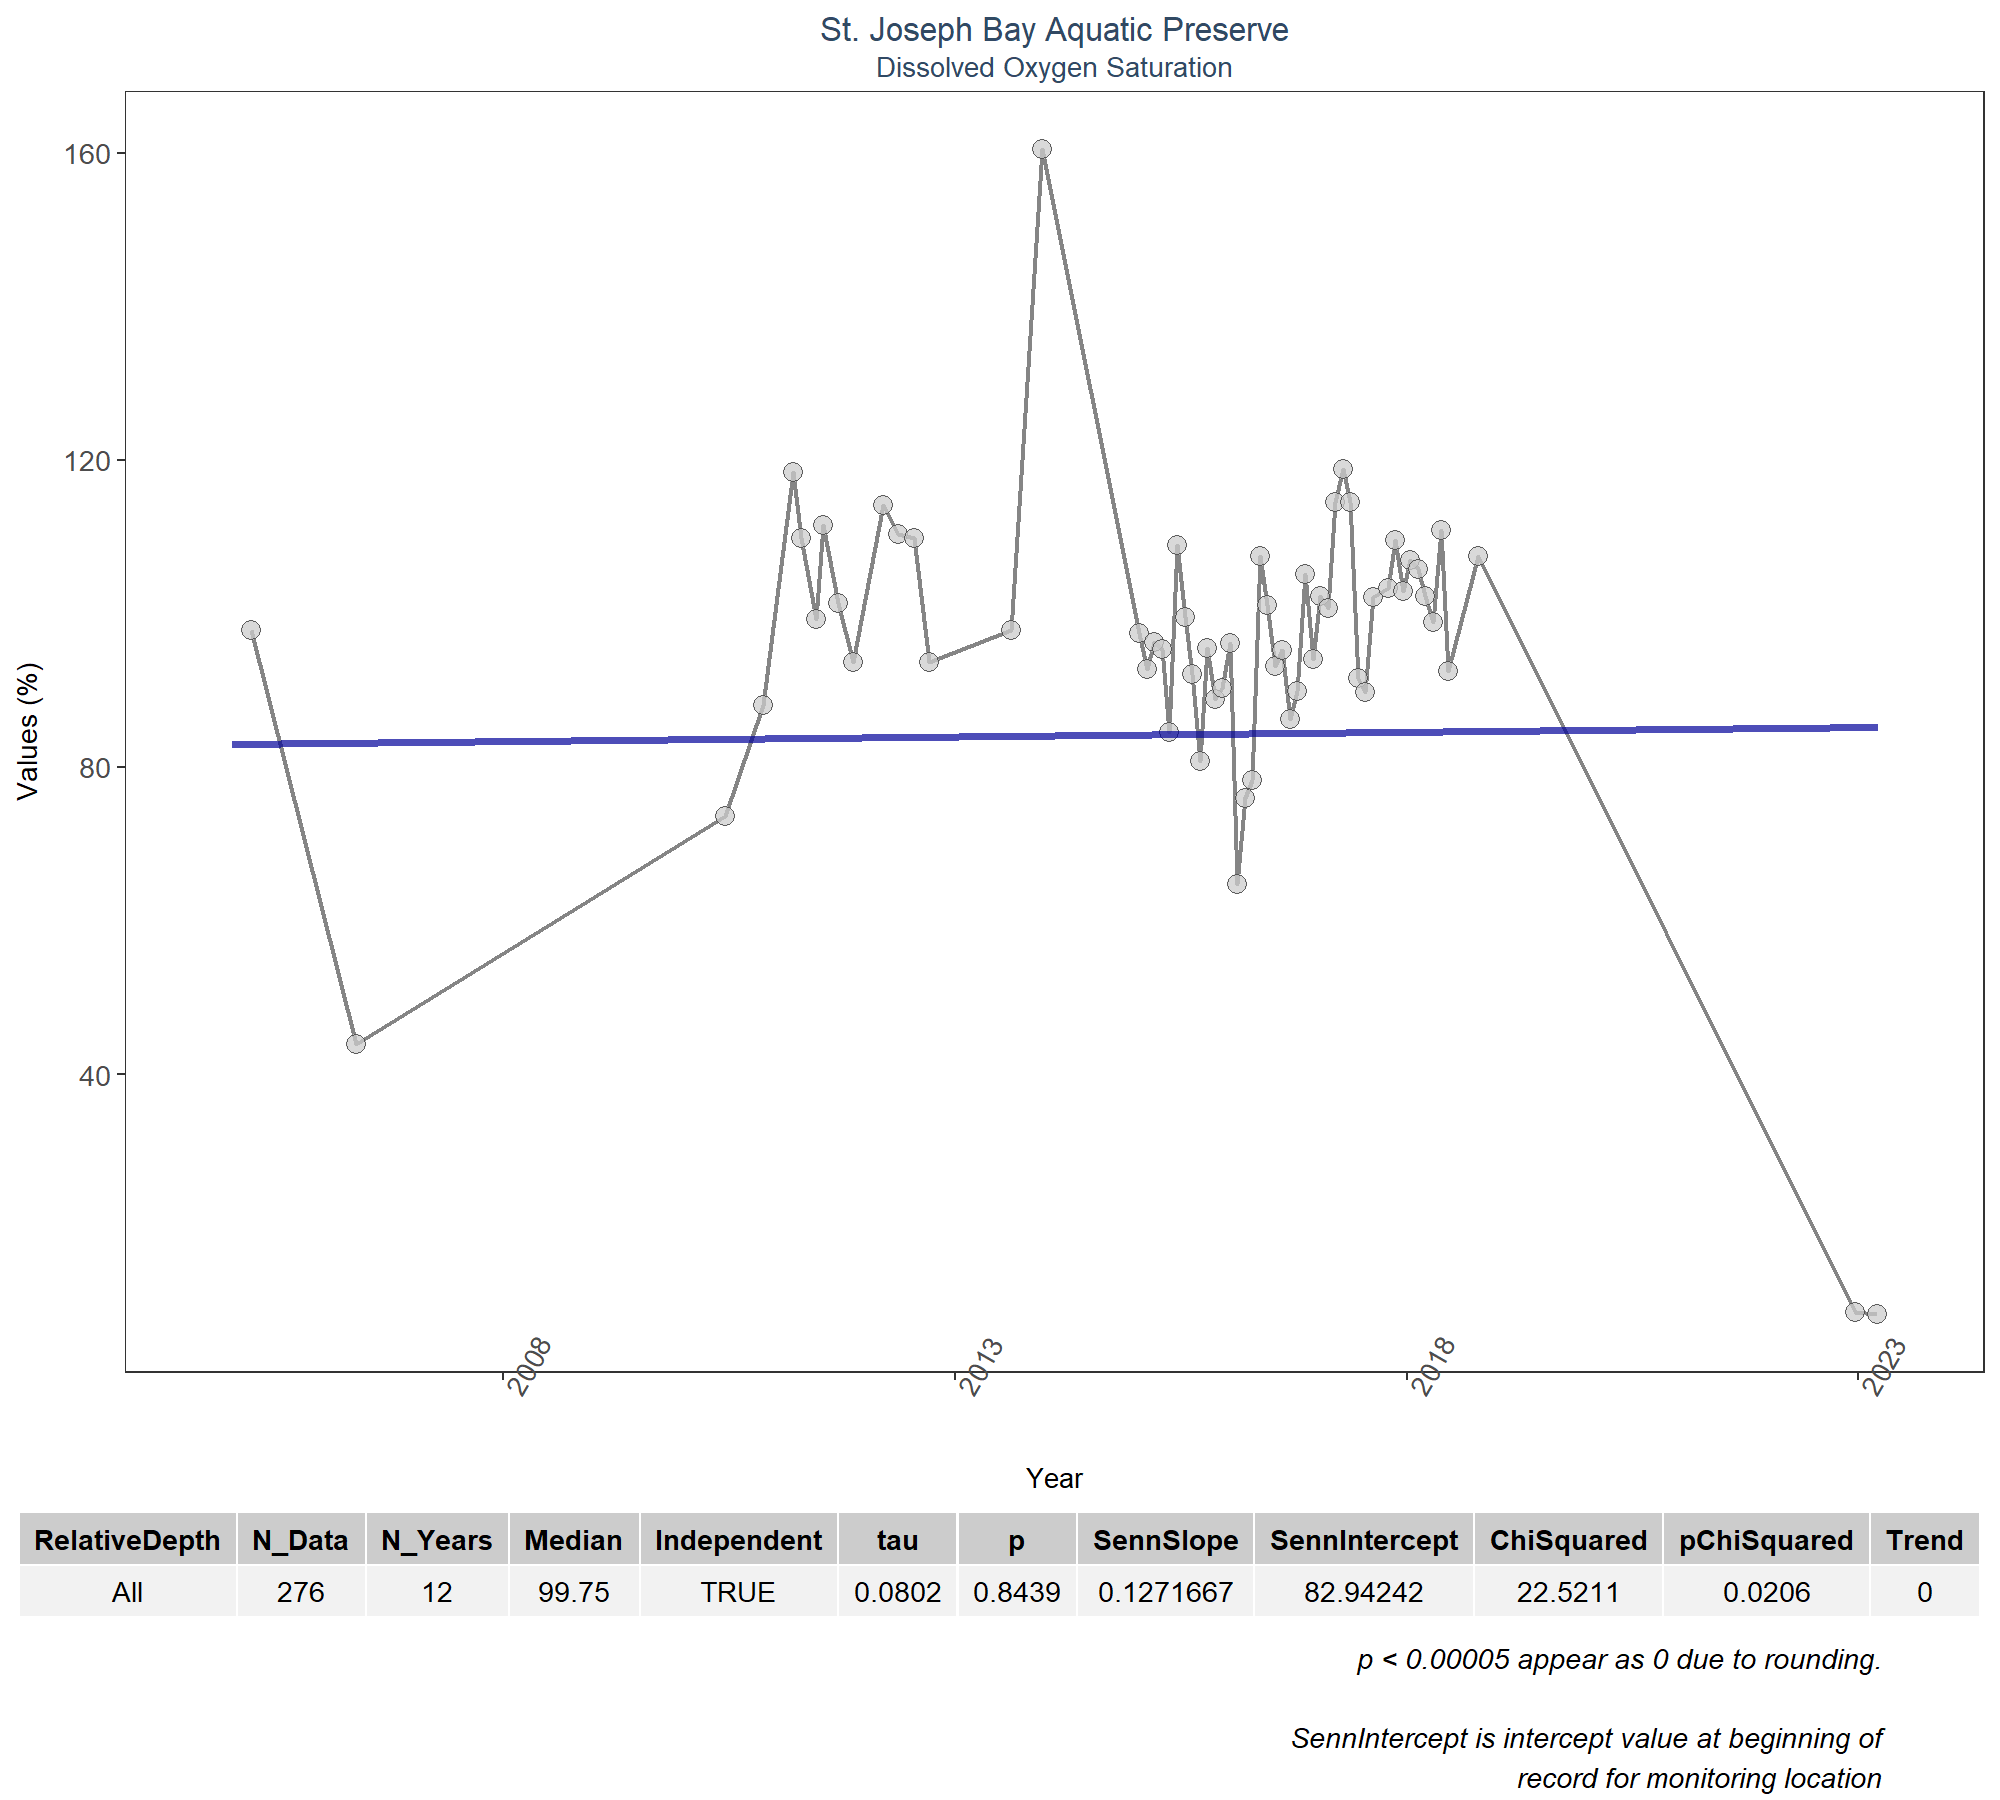 St. Joseph Bay Aquatic Preserve
Dissolved Oxygen Saturation
160
120
80
40
Values (%)
2008
2013
2018
2023
Year
RelativeDepth N_Data N_Years Median Independent tau p SennSlope SennIntercept ChiSquared pChiSquared Trend
All 276 12 99.75 TRUE 0.0802 0.8439 0.1271667 82.94242 22.5211 0.0206 0
p < 0.00005 appear as 0 due to rounding.
SennIntercept is intercept value at beginning of
record for monitoring location